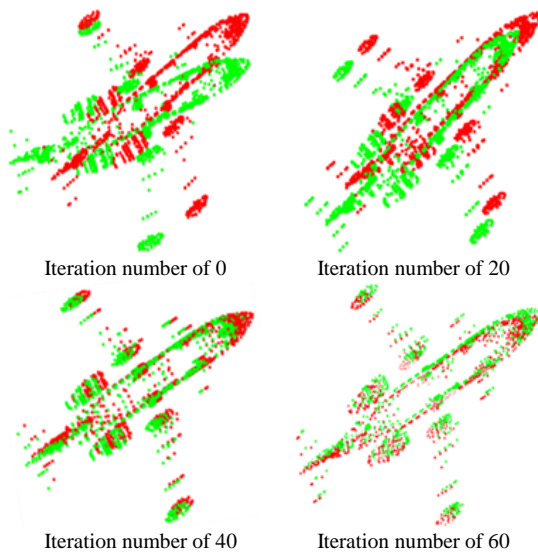 Iteration number of 0
Iteration number of 20
Iteration number of 40
Iteration number of 60